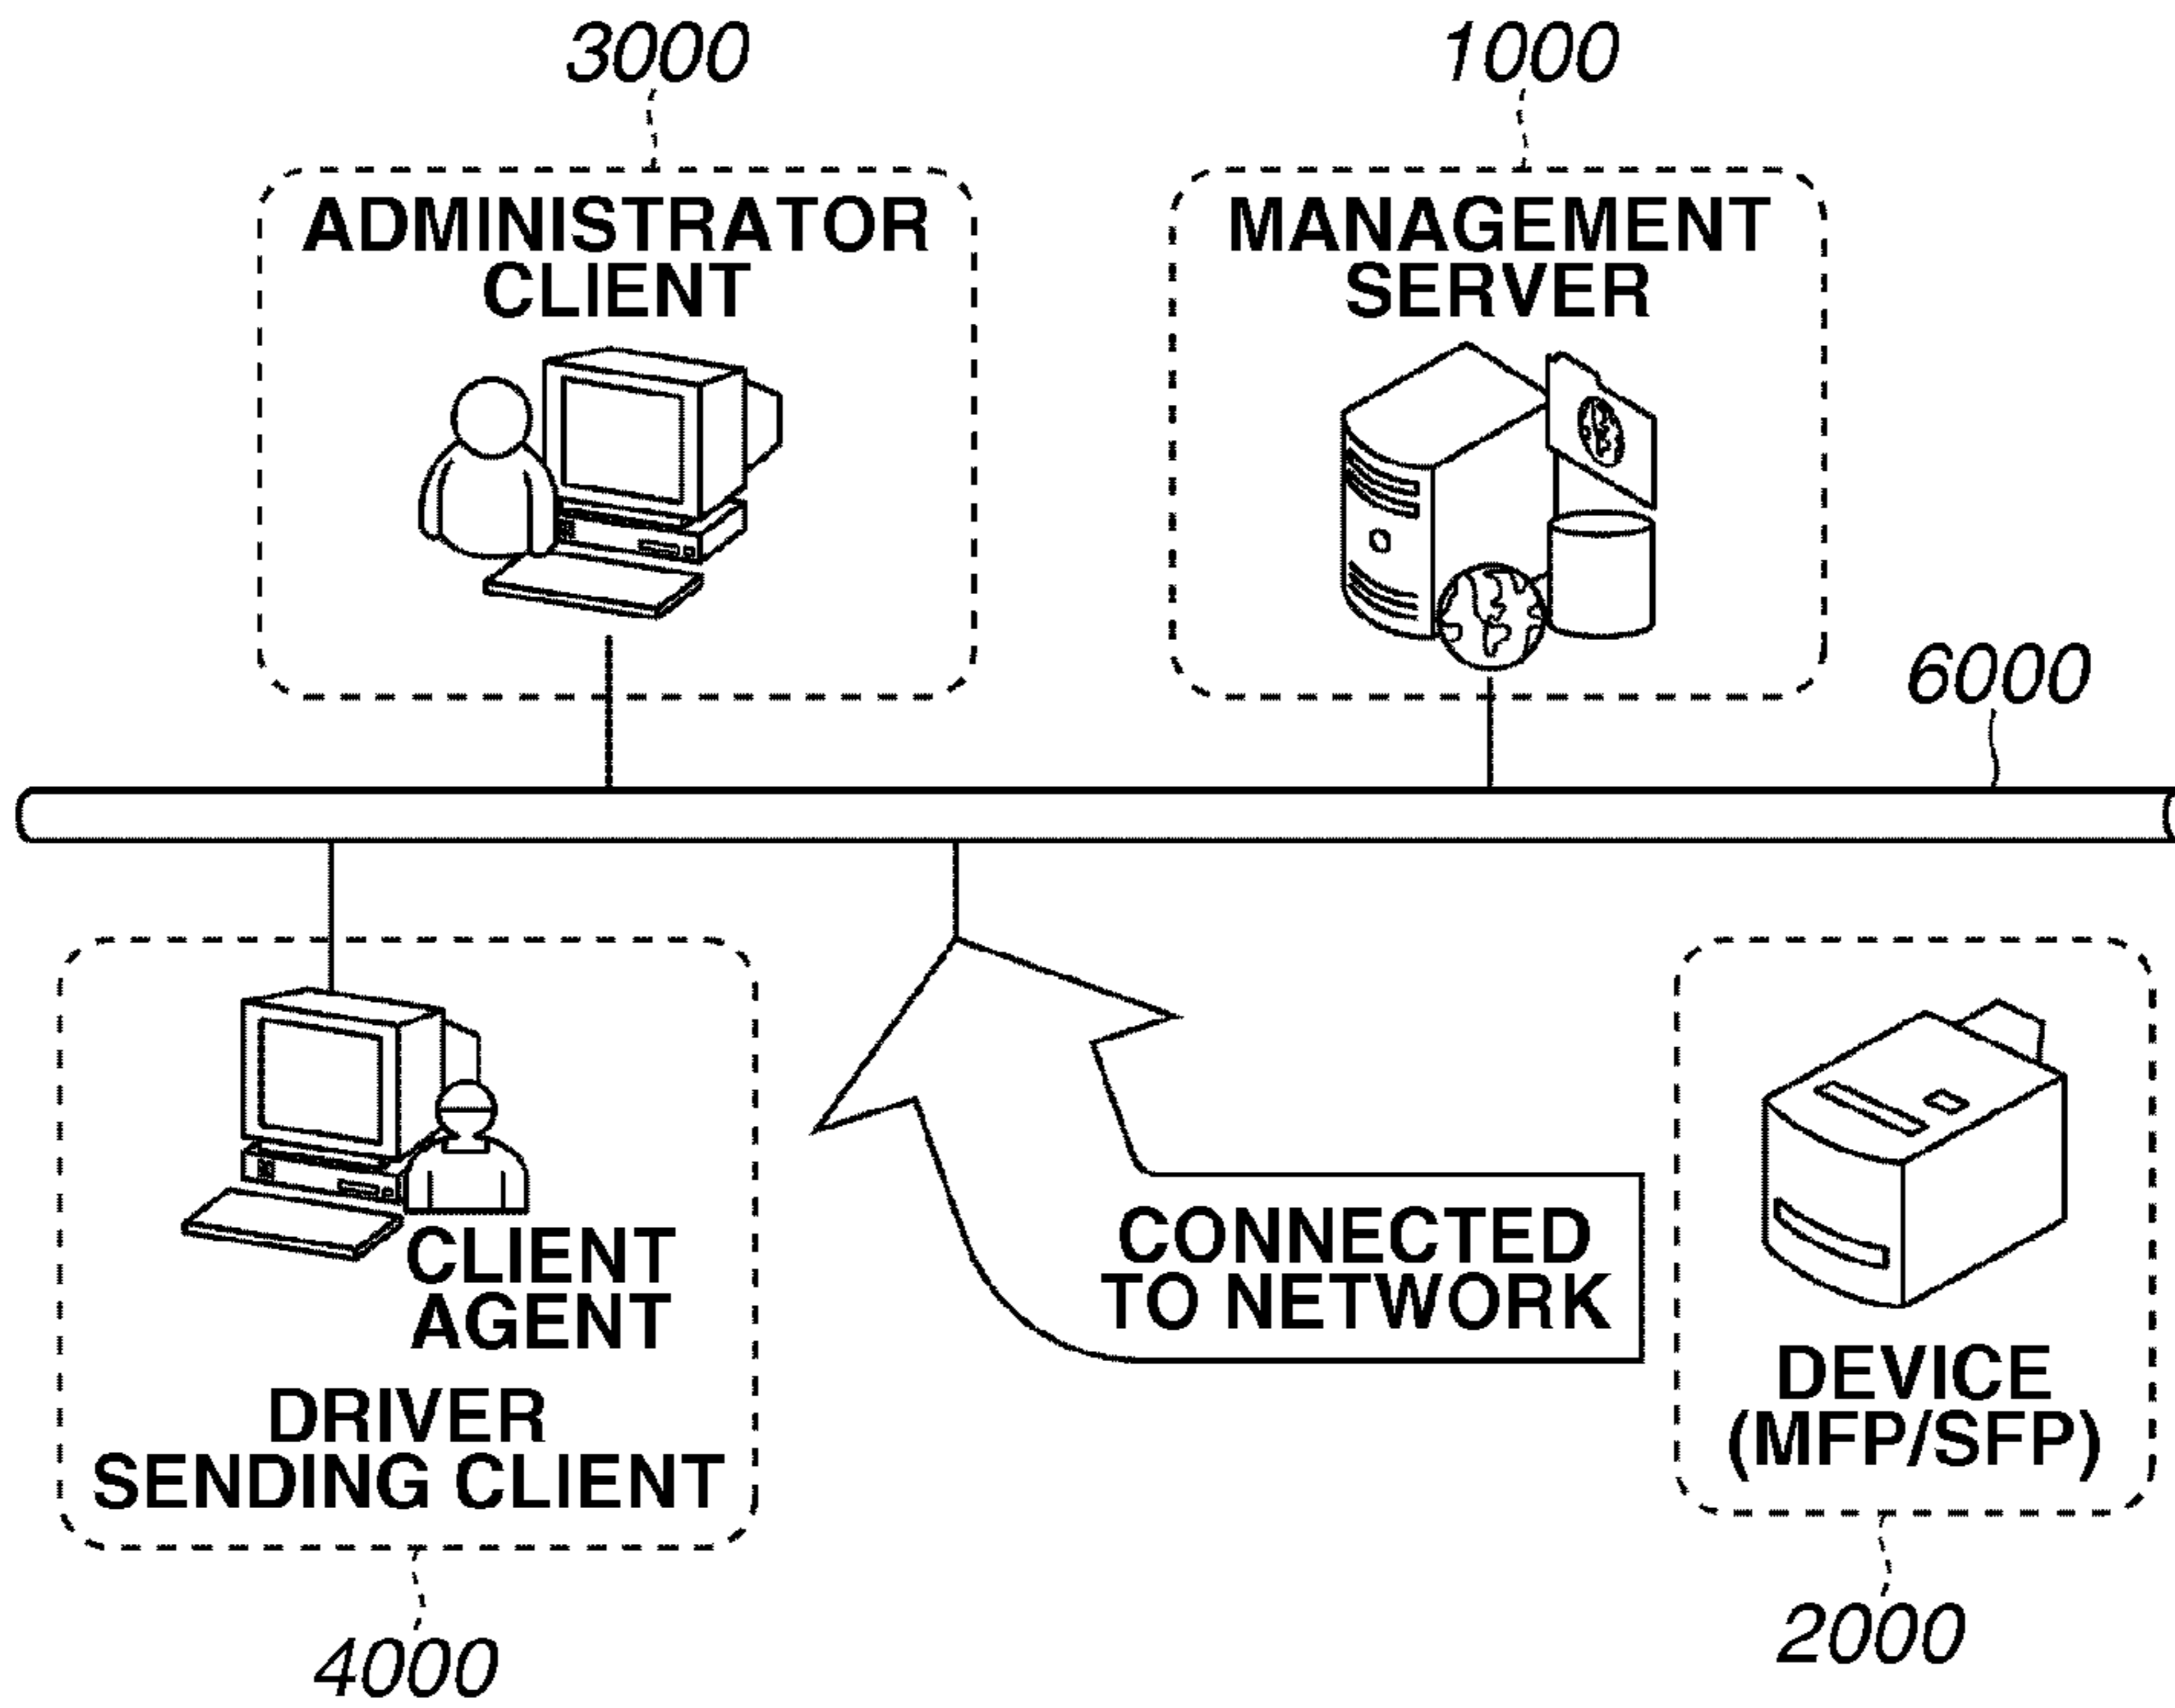 3000
1000
ADMINISTRATOR
CLIENT
MANAGEMENT
SERVER
6000
CLIENT
AGENT
DRIVER
SENDING CLIENT
CONNECTED
TO NETWORK
DEVICE
(MFP/SFP)
4000
2000